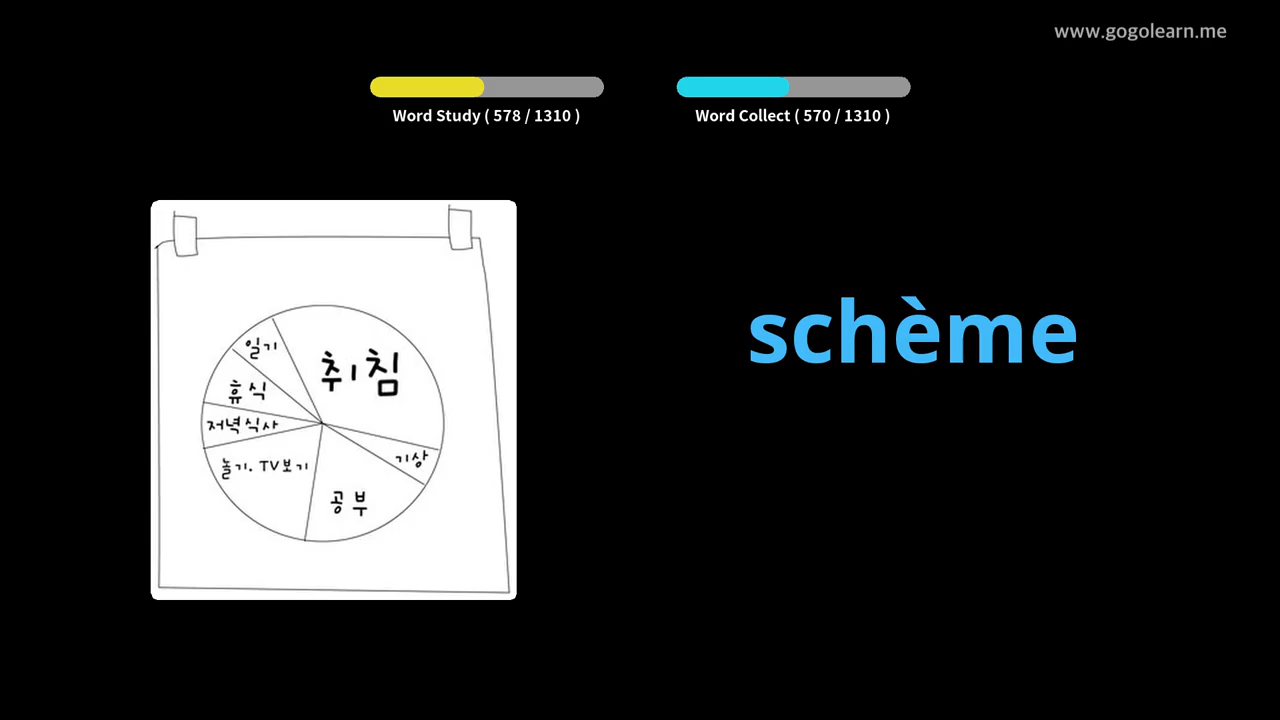 www.gogolearn.me
Word Study ( 578 / 1310 )
Word Collect ( 570 / 1310 )
일기
취침
휴식
저녁식사
놀기. TV보기
기상
공부
schème